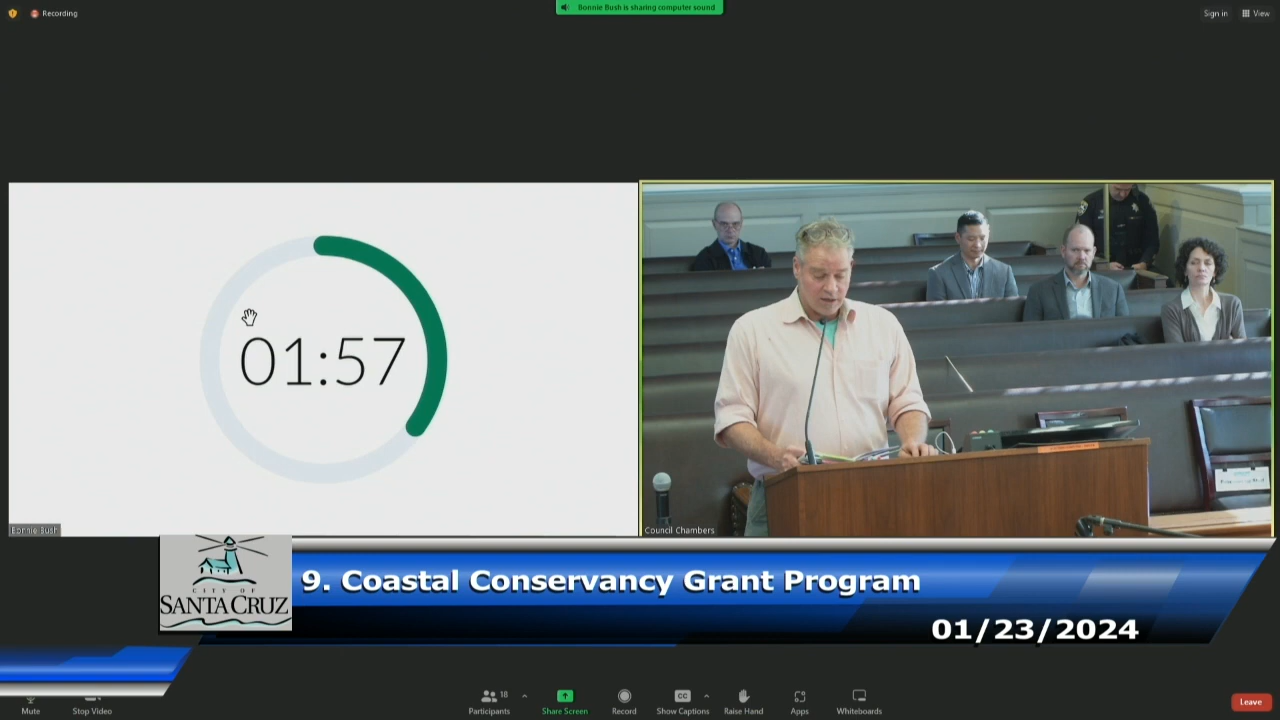 Recording
Bonnie Bush is sharing computer sound
Sign in
View
01:57
Bonnie Bush
Council Chambers
CITY OF
SANTA CRUZ
9. Coastal Conservancy Grant Program
01/23/2024
Mute
Stop Video
Participants
18
Share Screen
Record
CC
Show Captions
Raise Hand
Apps
Whiteboards
Leave